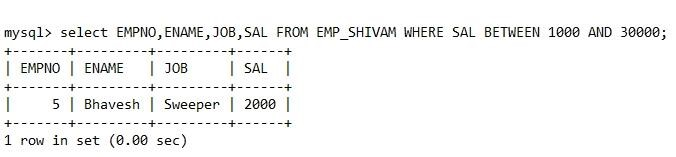 mysql> select EMPNO,ENAME,JOB,SAL FROM EMP_SHIVAM WHERE SAL BETWEEN 1000 AND 30000;
+-------+---------+---------+------+
| EMPNO | ENAME   | JOB     | SAL  |
+-------+---------+---------+------+
|     5 | Bhavesh | Sweeper | 2000 |
+-------+---------+---------+------+
1 row in set (0.00 sec)